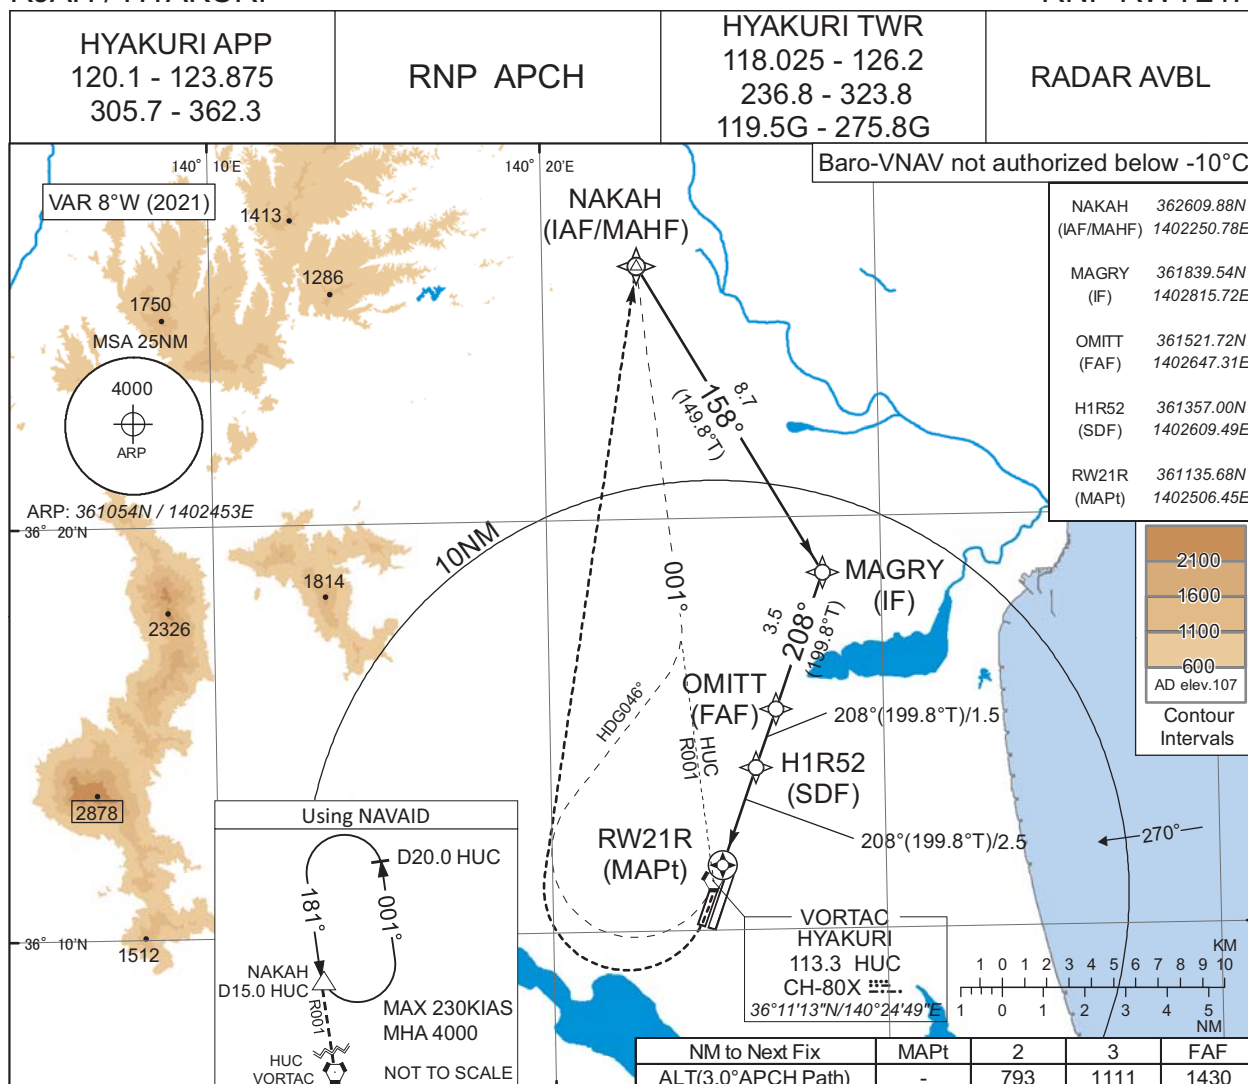 HYAKURI APP
120.1 - 123.875
305.7 - 362.3
RNP APCH
HYAKURI TWR
118.025 - 126.2
236.8 - 323.8
119.5G - 275.8G
RADAR AVBL
140° 10'E
140° 20'E
Baro-VNAV not authorized below -10°C
VAR 8°W (2021)
NAKAH
(IAF/MAHF)
NAKAH 362609.88N
(IAF/MAHF) 1402250.78E
MAGRY 361839.54N
(IF) 1402815.72E
OMITT 361521.72N
(FAF) 1402647.31E
H1R52 361357.00N
(SDF) 1402609.49E
RW21R 361135.68N
(MAPt) 1402506.45E
1413
1286
1750
MSA 25NM
4000
ARP
ARP: 361054N / 1402453E
36° 20'N
8.7
158°
(149.8°T)
10NM
001°
MAGRY
(IF)
3.5
208°
(199.8°T)
2100
1600
1100
600
AD elev.107
Contour
Intervals
1814
2326
OMITT
(FAF)
HDG046°
HUC
R001
208°(199.8°T)/1.5
H1R52
(SDF)
2878
RW21R
(MAPt)
208°(199.8°T)/2.5
270°
Using NAVAID
D20.0 HUC
181°
001°
NAKAH
D15.0 HUC
R001
MAX 230KIAS
MHA 4000
HUC
VORTAC
NOT TO SCALE
36° 10'N
1512
VORTAC
HYAKURI
113.3 HUC
CH-80X
36°11'13"N/140°24'49"E
KM
1 0 1 2 3 4 5 6 7 8 9 10
1 0 1 2 3 4 5
NM
NM to Next Fix MAPt 2 3 FAF
ALT(3.0°APCH Path) - 793 1111 1430